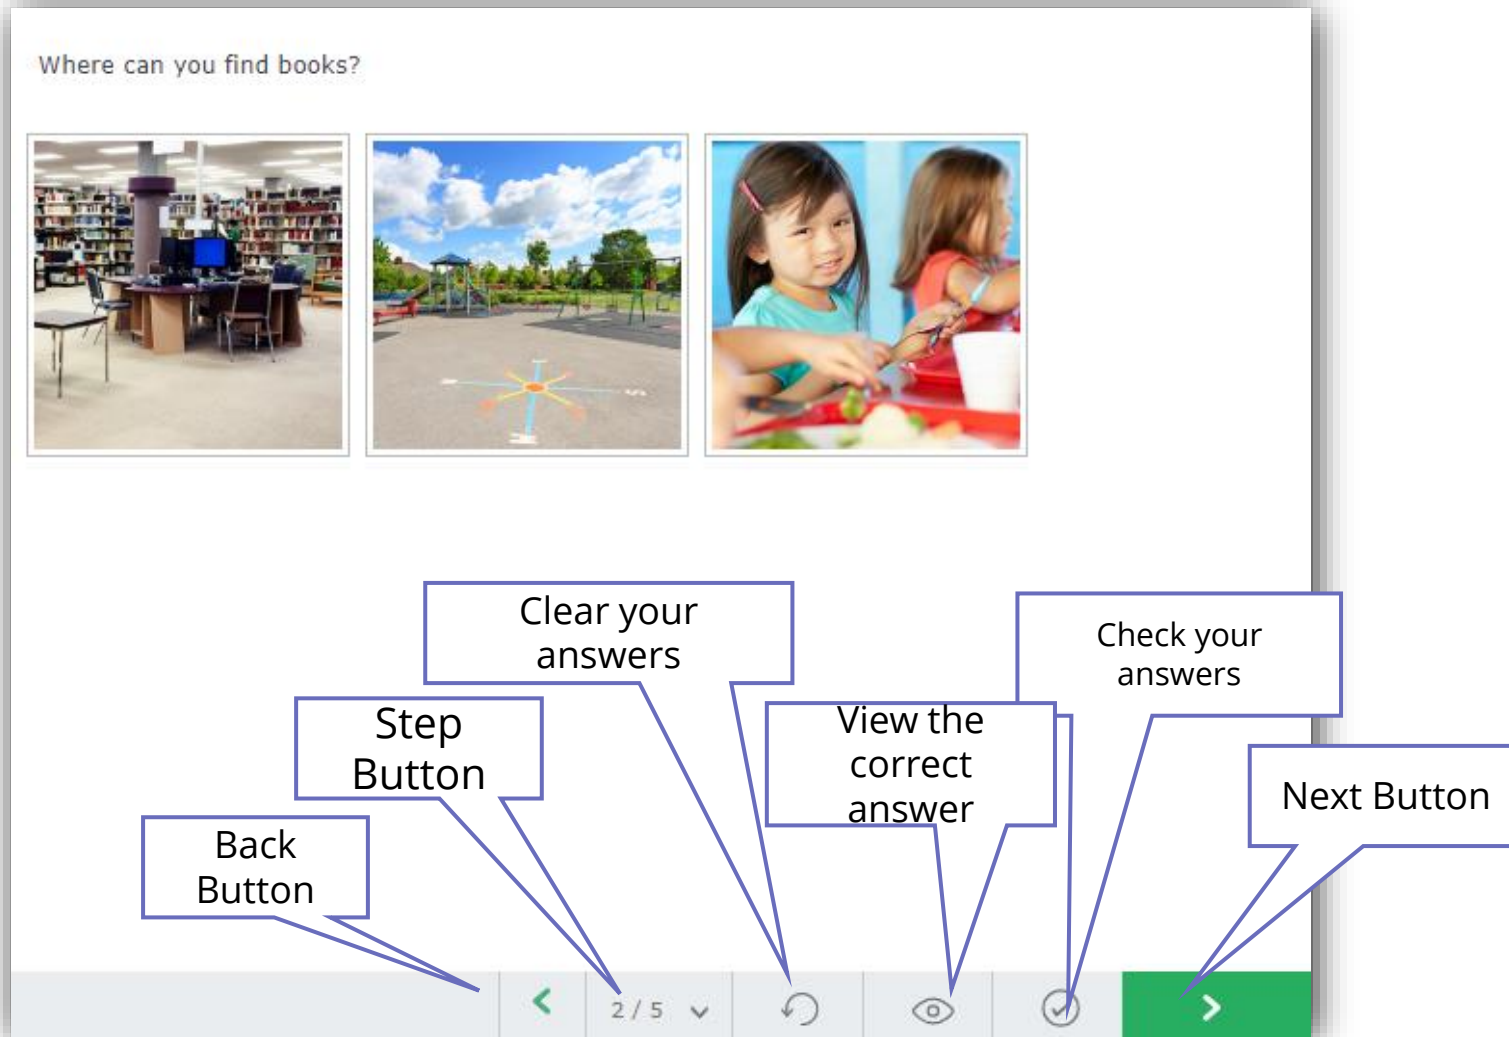 Where can you find books?
Clear your
answers
Check your
answers
Step
Button
View the
correct
answer
Next Button
Back
Button
2 / 5